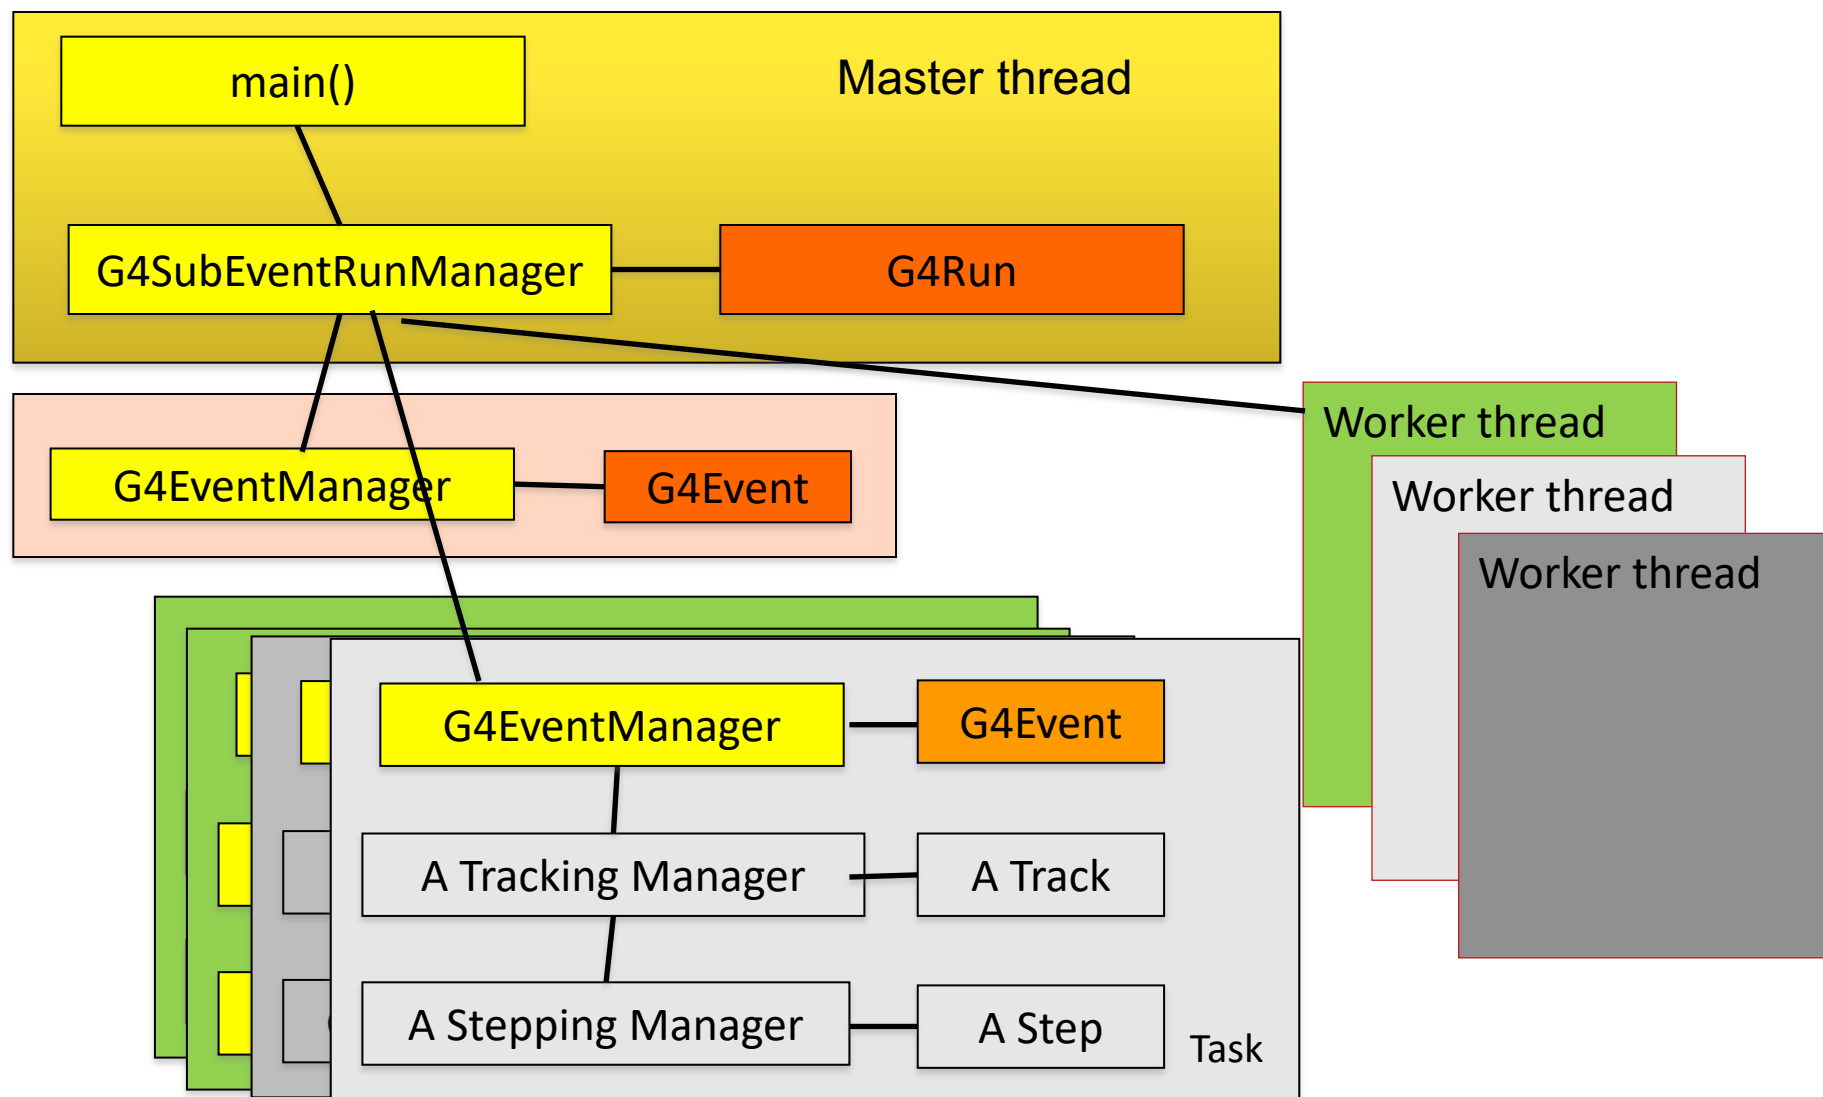 main()
Master thread
G4SubEventRunManager
G4Run
G4EventManager
G4Event
Worker thread
Worker thread
Worker thread
G4EventManager
G4Event
A Tracking Manager
A Track
A Stepping Manager
A Step
Task